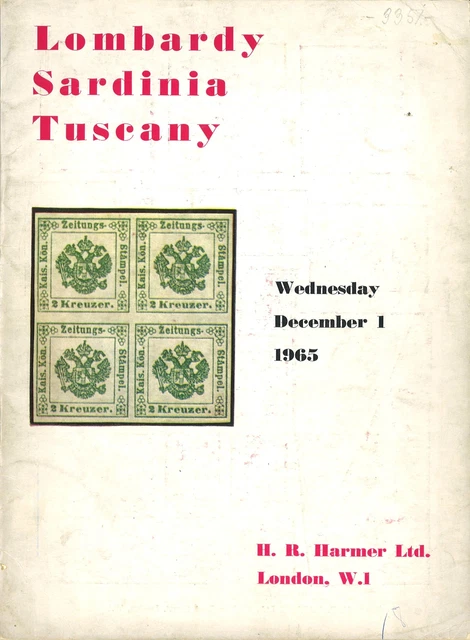 Lombardy
Sardinia
Tuscany
Zeitungs-
Kais. Kön.
Stämpel.
2 Kreuzer.
Zeitungs-
Kais. Kön.
Stämpel.
2 Kreuzer.
Zeitungs-
Kais. Kön.
Stämpel.
2 Kreuzer.
Zeitungs-
Kais. Kön.
Stämpel.
2 Kreuzer.
Wednesday
December 1
1965
H. R. Harmer Ltd.
London, W.1